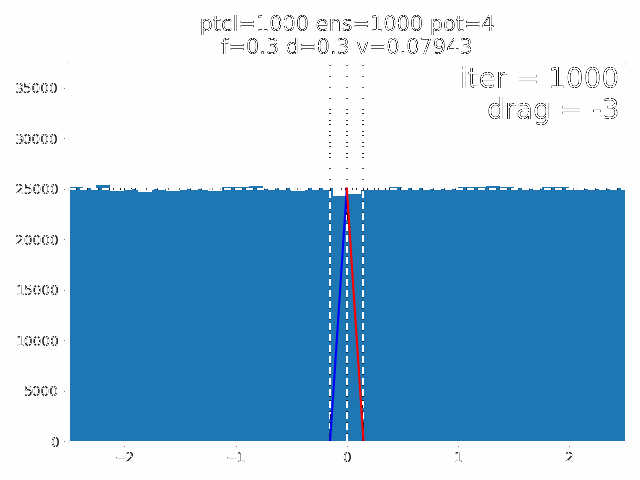 ptcl=1000 ens=1000 pot=4
f=0.3 d=0.3 v=0.07943
iter = 1000
drag = -3
35000
30000
25000
20000
15000
10000
5000
0
−2 −1 0 1 2